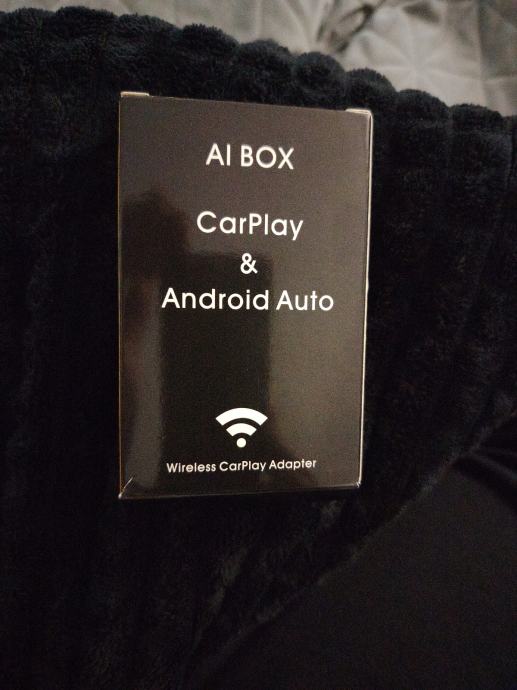 AI BOX
CarPlay
&
Android Auto
Wireless CarPlay Adapter